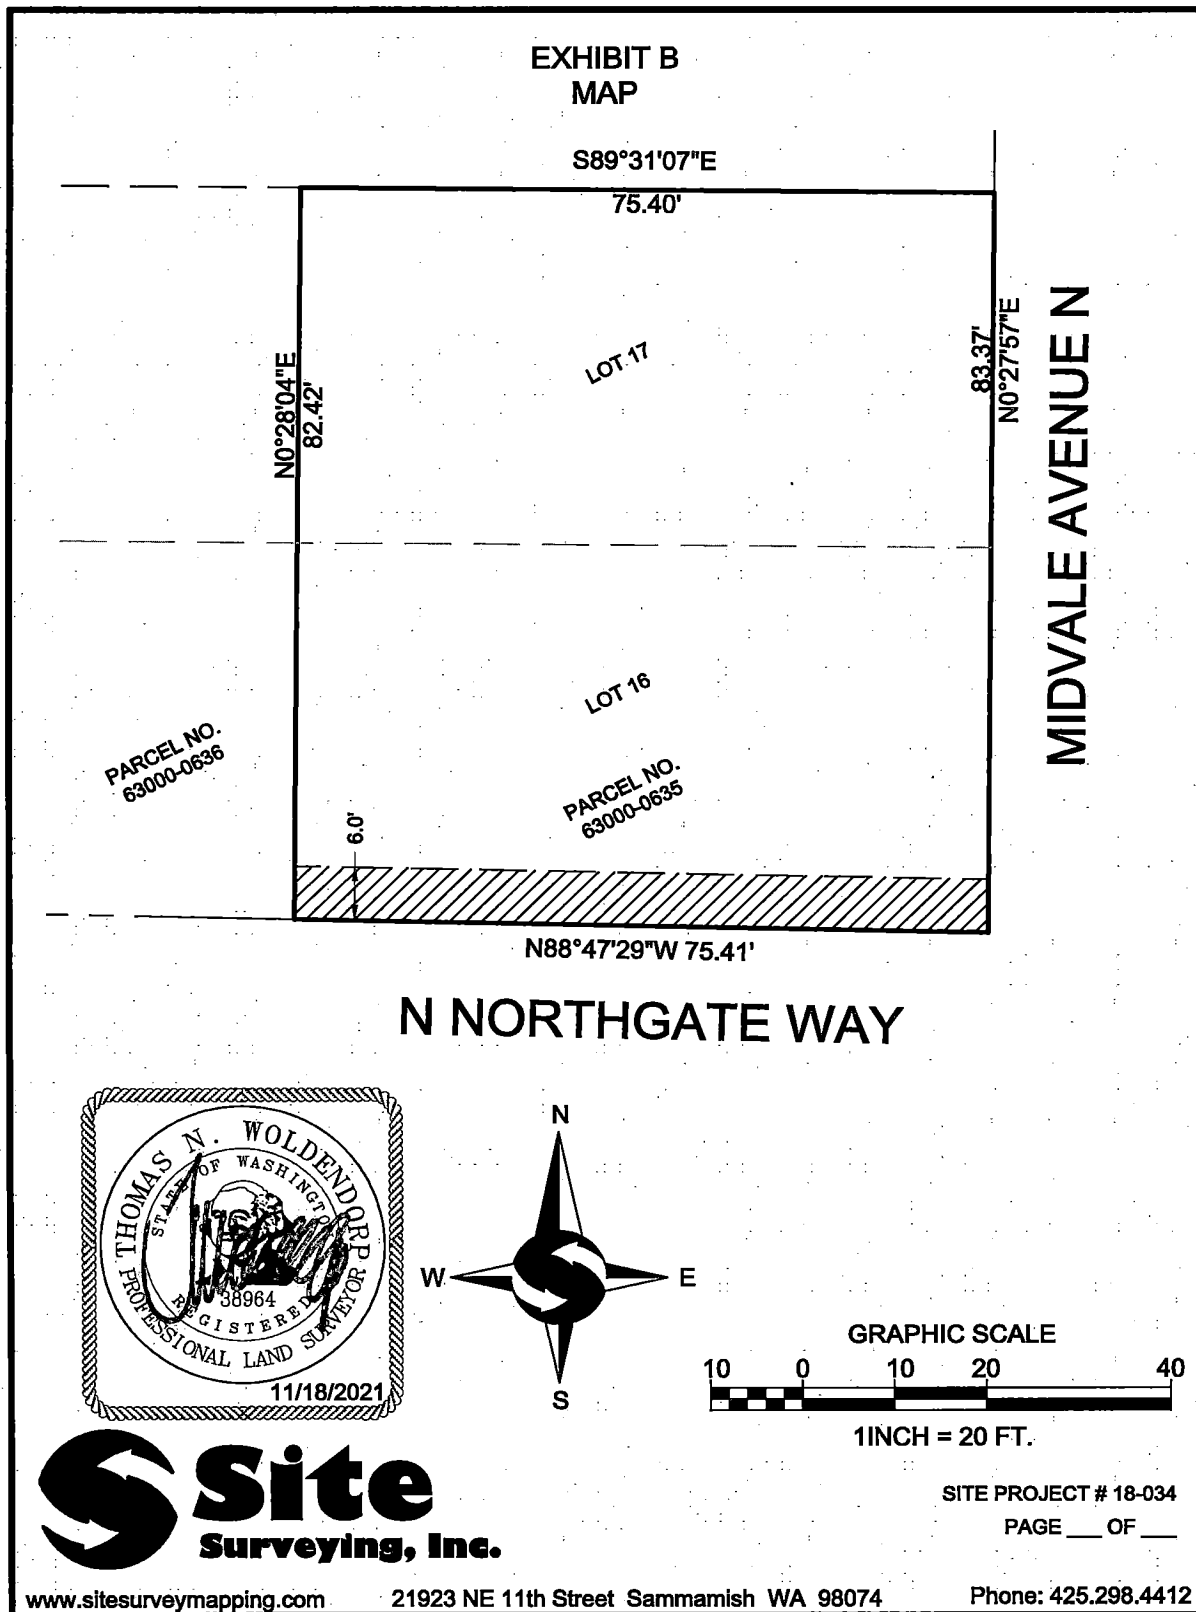 EXHIBIT B
MAP
S89°31'07"E
75.40'
N0°28'04"E
82.42'
LOT 17
83.37'
N0°27'57"E
MIDVALE AVENUE N
LOT 16
PARCEL NO.
63000-0636
PARCEL NO.
63000-0635
6.0'
N88°47'29"W 75.41'
N NORTHGATE WAY
THOMAS N. WOLDENDORP
STATE OF WASHINGTON
38964
REGISTERED
PROFESSIONAL LAND SURVEYOR
11/18/2021
N
W
E
S
GRAPHIC SCALE
10 0 10 20 40
1INCH = 20 FT.
Site
Surveying, Inc.
SITE PROJECT # 18-034
PAGE ___ OF ___
www.sitesurveymapping.com 21923 NE 11th Street Sammamish WA 98074 Phone: 425.298.4412